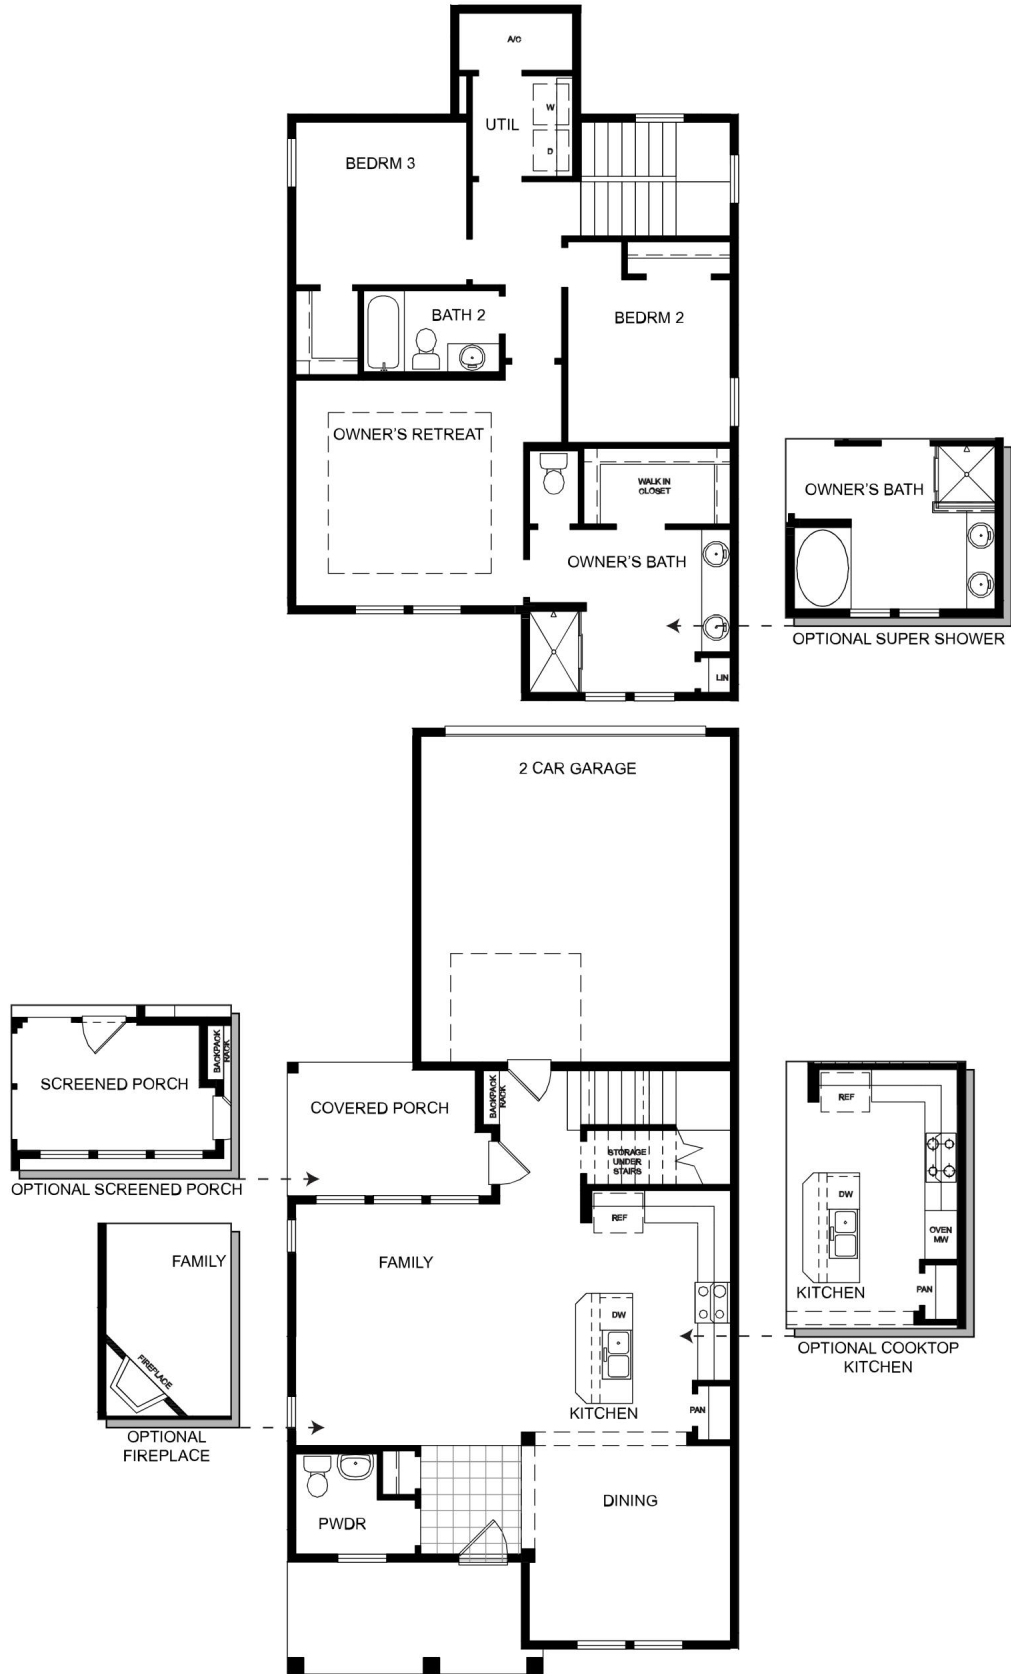 A/C
W
UTIL
D
BEDRM 3
BATH 2
BEDRM 2
OWNER'S RETREAT
WALK IN
CLOSET
OWNER'S BATH
LIN
OWNER'S BATH
OPTIONAL SUPER SHOWER
2 CAR GARAGE
BACKPACK
RACK
SCREENED PORCH
OPTIONAL SCREENED PORCH
COVERED PORCH
BACKPACK
RACK
STORAGE
UNDER
STAIRS
REF
FAMILY
DW
KITCHEN
PAN
REF
DW
OVEN
MW
PAN
KITCHEN
OPTIONAL COOKTOP
KITCHEN
FAMILY
FIREPLACE
OPTIONAL
FIREPLACE
DINING
PWDR